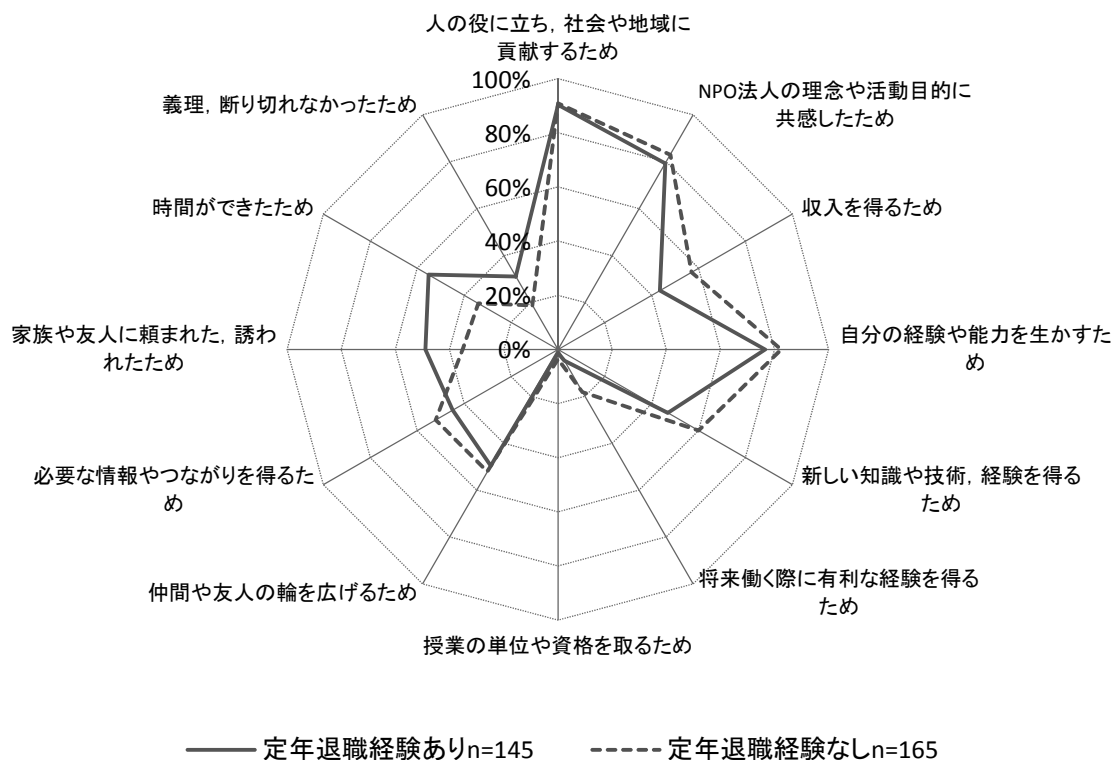 人の役に立ち，社会や地域に
貢献するため
NPO法人の理念や活動目的に
共感したため
収入を得るため
自分の経験や能力を生かすた
め
新しい知識や技術，経験を得る
ため
将来働く際に有利な経験を得る
ため
授業の単位や資格を取るため
仲間や友人の輪を広げるため
必要な情報やつながりを得るた
め
家族や友人に頼まれた，誘わ
れたため
時間ができたため
義理，断り切れなかったため
100%
80%
60%
40%
20%
0%
定年退職経験ありn=145
定年退職経験なしn=165